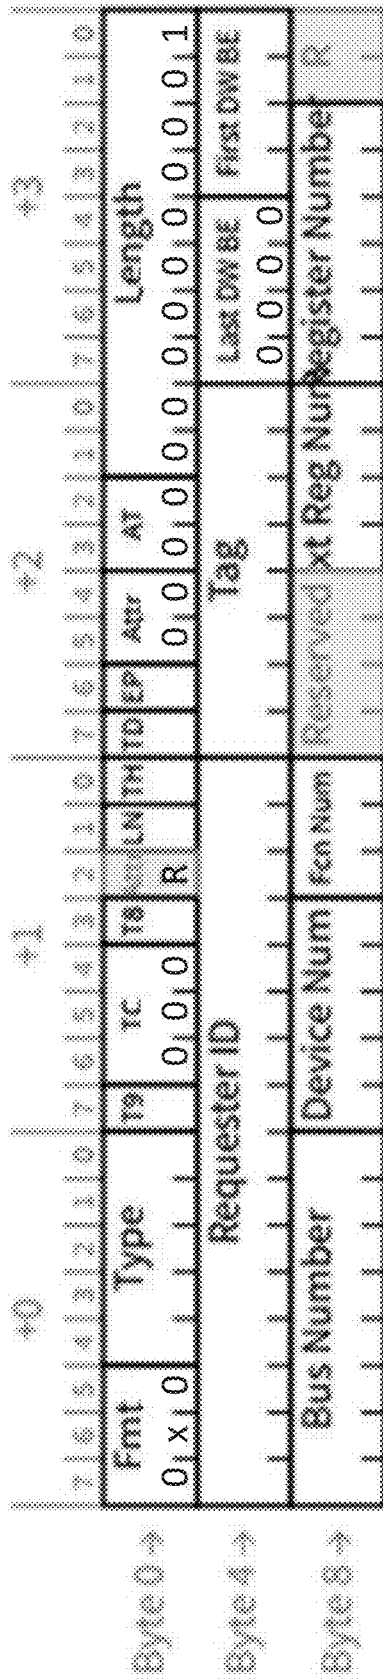 +0 +1 +2 +3
7 6 5 4 3 2 1 0 7 6 5 4 3 2 1 0 7 6 5 4 3 2 1 0 7 6 5 4 3 2 1 0
Byte 0 → Fmt Type T9 TC T8 LN TH TD EP Attr AT Length
0 x 0 0 0 0 R 0 0 0 0 0 0 0 0 0 0 0 0 0 1
Byte 4 → Requester ID Tag Last DW BE First DW BE
0 0 0 0
Byte 8 → Bus Number Device Num Fcn Num Reserved xt Reg Num Register Number R